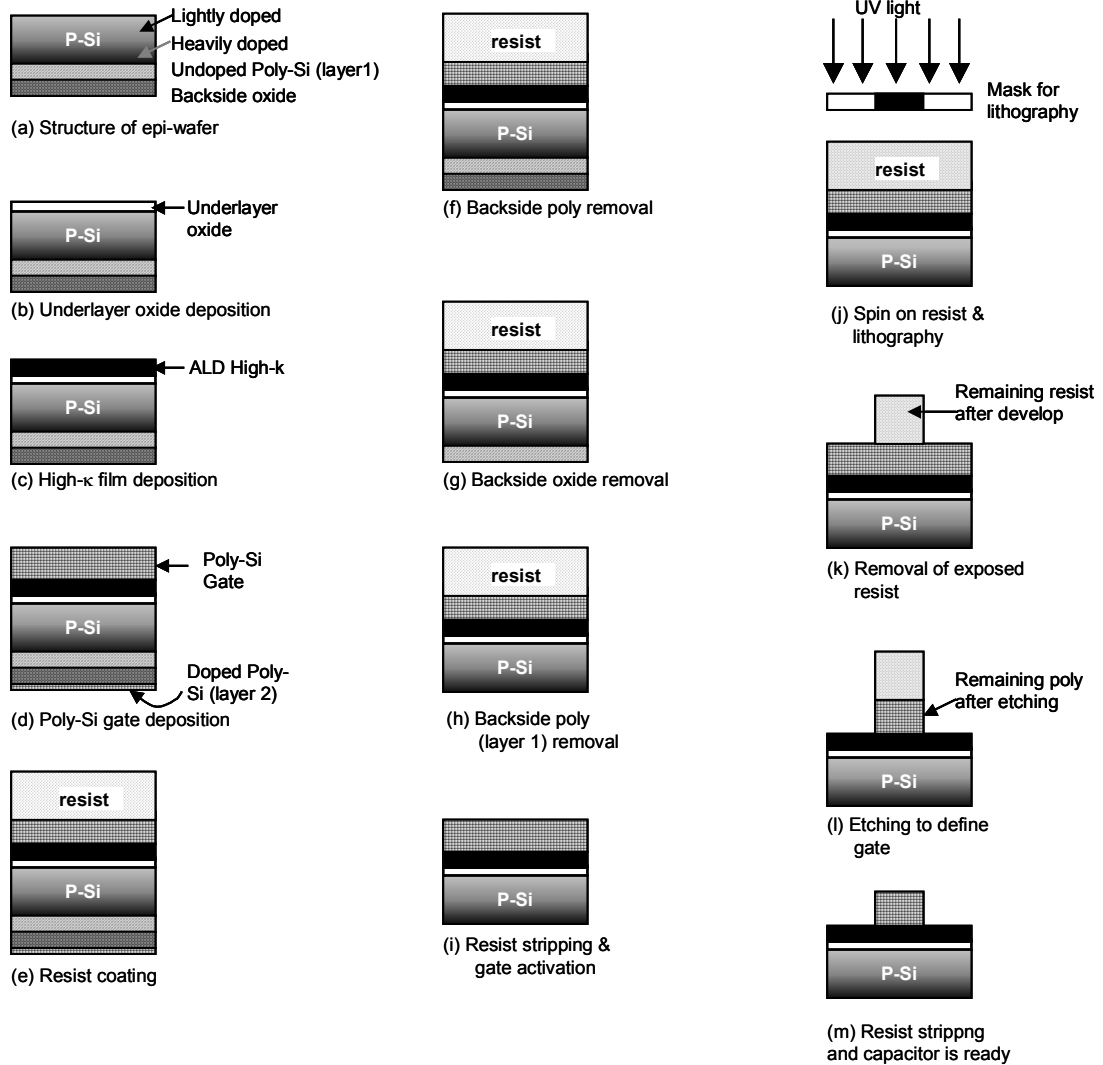 Lightly doped
P-Si
Heavily doped
Undoped Poly-Si (layer1)
Backside oxide
(a) Structure of epi-wafer
Underlayer
oxide
P-Si
(b) Underlayer oxide deposition
ALD High-k
P-Si
(c) High-κ film deposition
Poly-Si
Gate
P-Si
Doped Poly-
Si (layer 2)
(d) Poly-Si gate deposition
resist
P-Si
(e) Resist coating
resist
P-Si
(f) Backside poly removal
resist
P-Si
(g) Backside oxide removal
resist
P-Si
(h) Backside poly
(layer 1) removal
P-Si
(i) Resist stripping &
gate activation
UV light
Mask for
lithography
resist
P-Si
(j) Spin on resist &
lithography
Remaining resist
after develop
P-Si
(k) Removal of exposed
resist
Remaining poly
after etching
P-Si
(l) Etching to define
gate
P-Si
(m) Resist strippng
and capacitor is ready